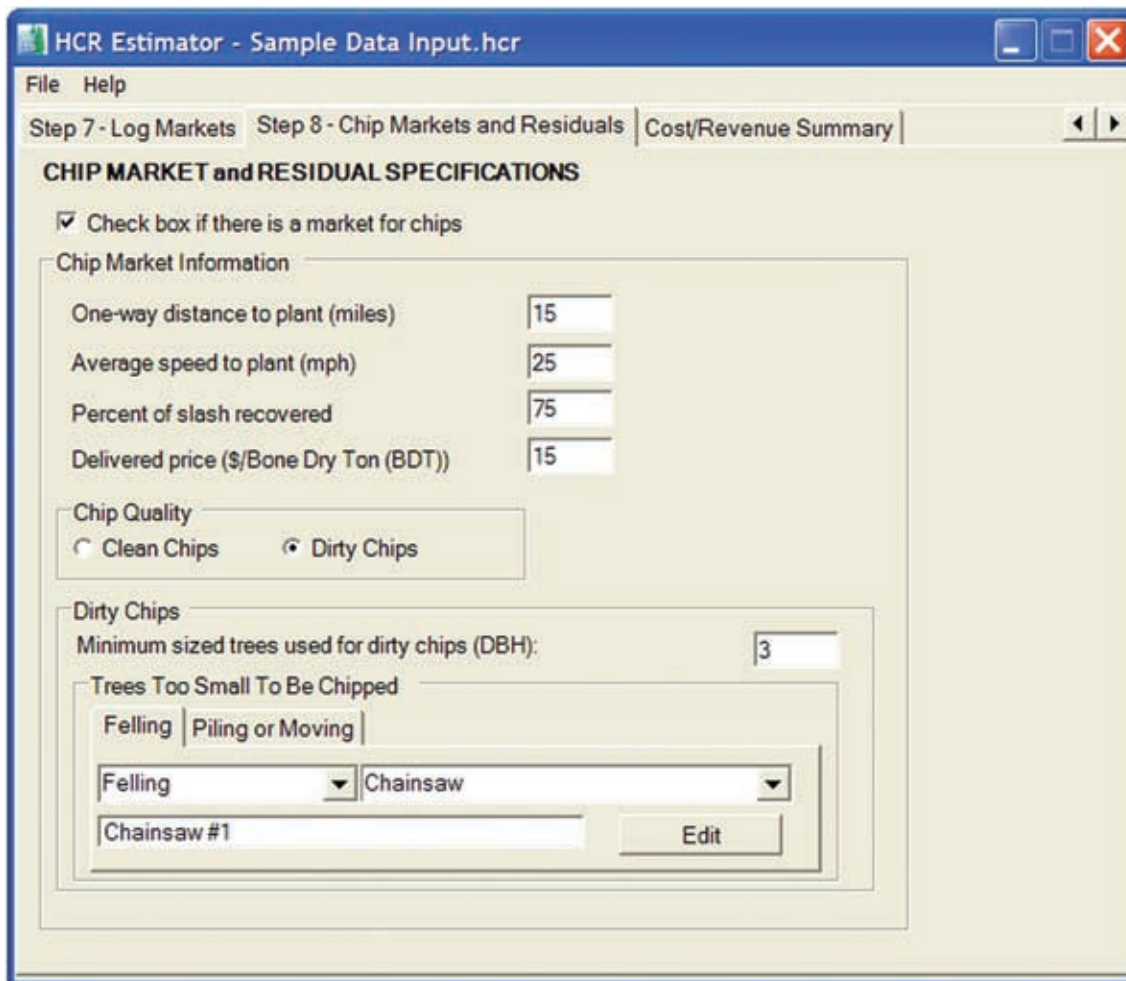 HCR Estimator - Sample Data Input.hcr
File Help
Step 7 - Log Markets Step 8 - Chip Markets and Residuals Cost/Revenue Summary
CHIP MARKET and RESIDUAL SPECIFICATIONS
Check box if there is a market for chips
Chip Market Information
One-way distance to plant (miles) 15
Average speed to plant (mph) 25
Percent of slash recovered 75
Delivered price ($/Bone Dry Ton (BDT)) 15
Chip Quality
Clean Chips Dirty Chips
Dirty Chips
Minimum sized trees used for dirty chips (DBH): 3
Trees Too Small To Be Chipped
Felling Piling or Moving
Felling Chainsaw
Chainsaw #1 Edit